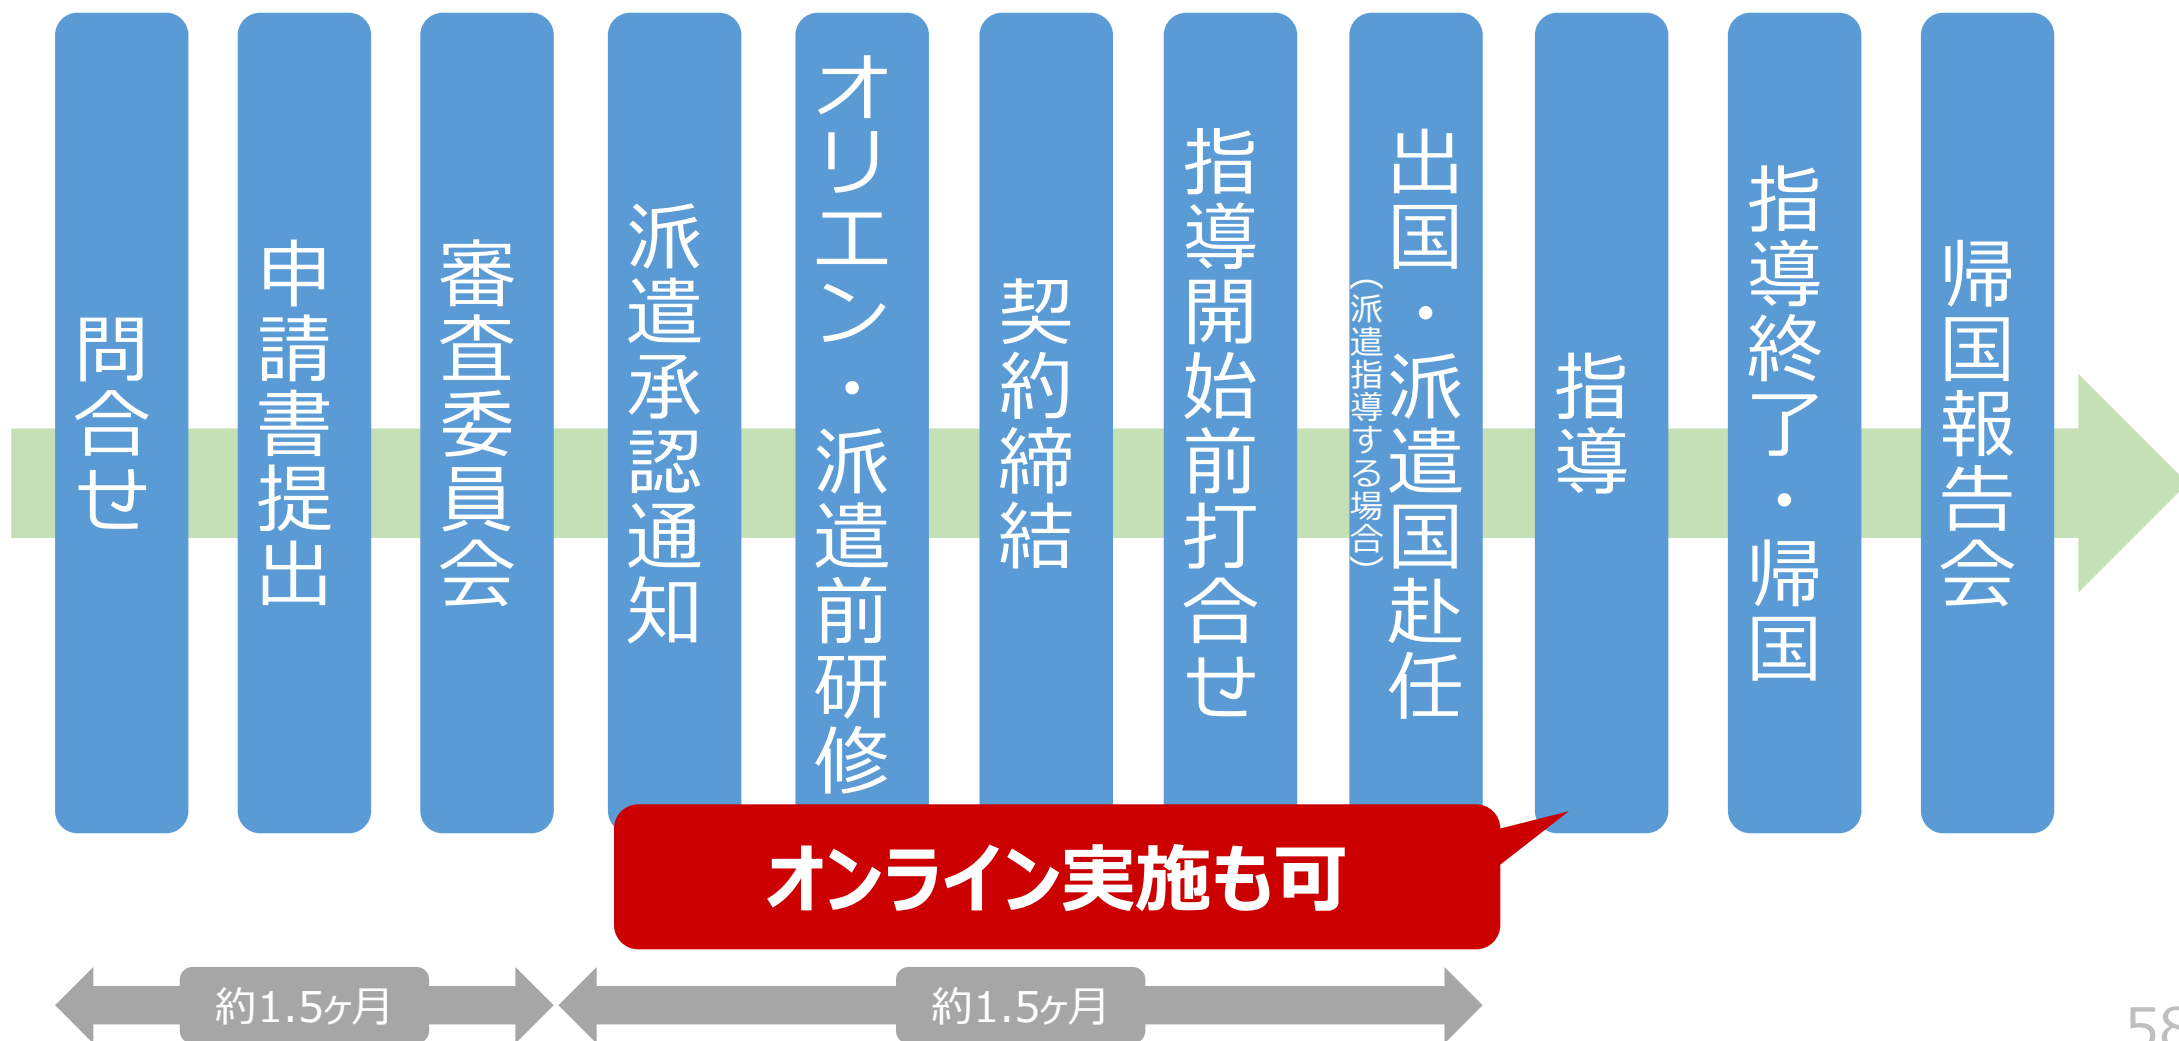 問合せ
申請書提出
審査委員会
派遣承認通知
オリエン・派遣前研修
契約締結
指導開始前打合せ
出国・派遣国赴任
（派遣指導する場合）
指導
指導終了・帰国
帰国報告会
オンライン実施も可
約1.5ヶ月
約1.5ヶ月
58